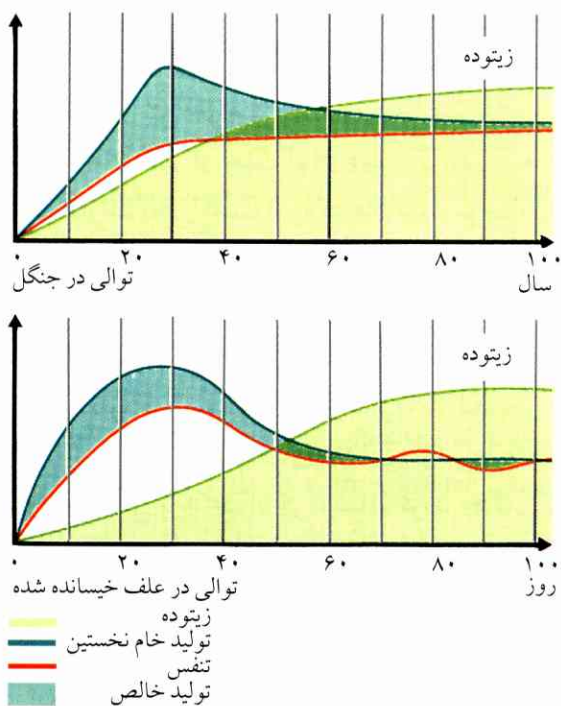 زیتوده
۰ ۲۰ ۴۰ ۶۰ ۸۰ ۱۰۰
توالی در جنگل سال
زیتوده
۰ ۲۰ ۴۰ ۶۰ ۸۰ ۱۰۰
توالی در علف خیسانده شده روز
زیتوده
تولید خام نخستین
تنفس
تولید خالص